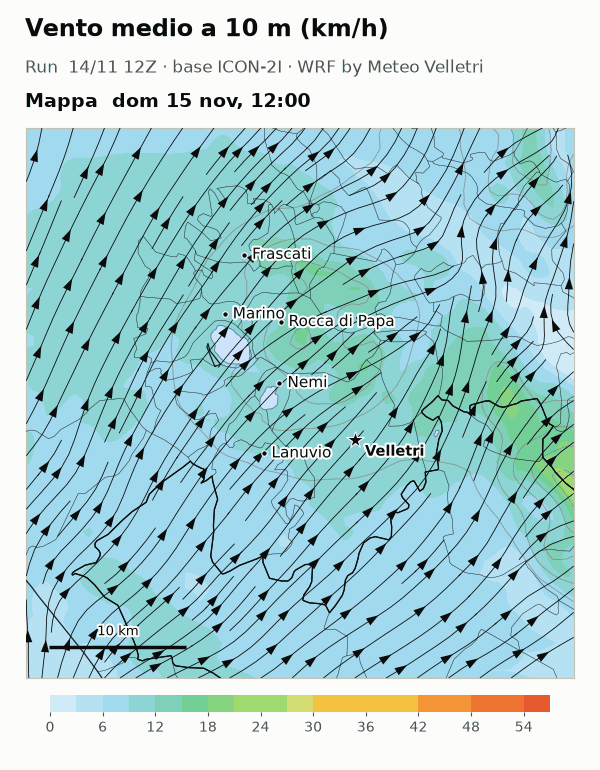 Vento medio a 10 m (km/h)
Run 14/11 12Z · base ICON-2I · WRF by Meteo Velletri
Mappa dom 15 nov, 12:00
Frascati
Marino
Rocca di Papa
Nemi
Velletri
Lanuvio
10 km
0 6 12 18 24 30 36 42 48 54